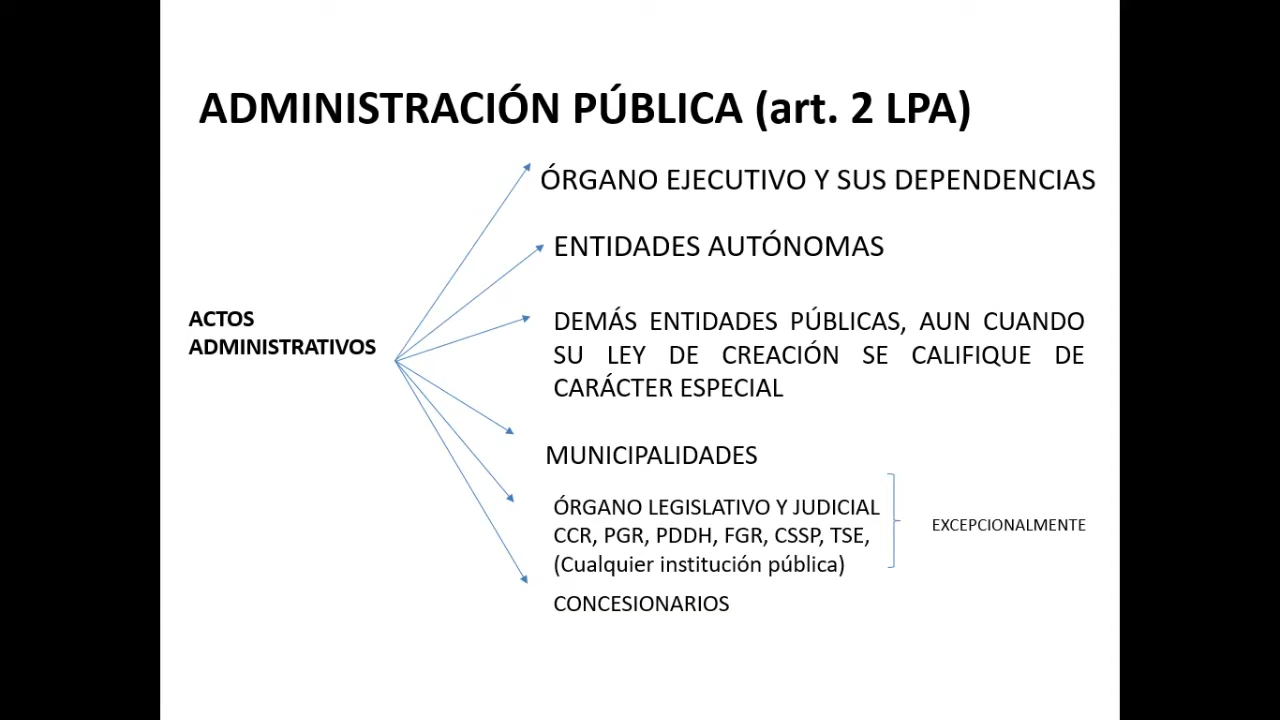 ADMINISTRACIÓN PÚBLICA (art. 2 LPA)
ÓRGANO EJECUTIVO Y SUS DEPENDENCIAS
ENTIDADES AUTÓNOMAS
ACTOS
ADMINISTRATIVOS
DEMÁS ENTIDADES PÚBLICAS, AUN CUANDO
SU LEY DE CREACIÓN SE CALIFIQUE DE
CARÁCTER ESPECIAL
MUNICIPALIDADES
ÓRGANO LEGISLATIVO Y JUDICIAL
CCR, PGR, PDDH, FGR, CSSP, TSE,
(Cualquier institución pública)
EXCEPCIONALMENTE
CONCESIONARIOS